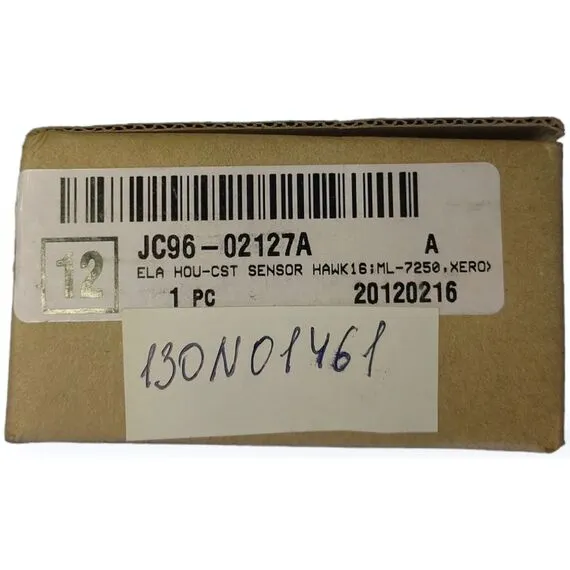 JC96-02127A A
12
ELA HOU-CST SENSOR HAWK16;ML-7250,XERO>
1 PC 20120216
130N01461